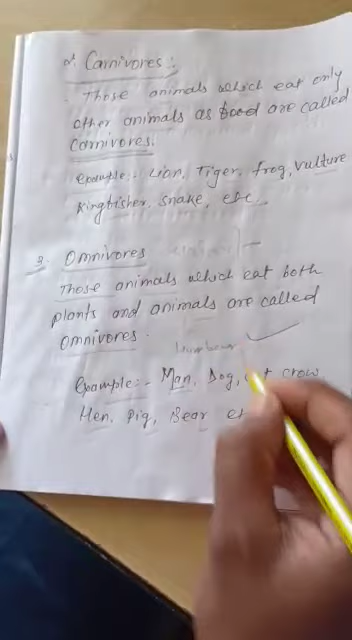 2. Carnivores :-
Those animals which eat only
other animals as food are called
Carnivores.
Example:- Lion, Tiger, frog, vulture
Kingfisher, snake, etc.
3. Omnivores
Those animals which eat both
plants and animals are called
omnivores.
Example:- Man, Dog, crow
Hen, Pig, Bear